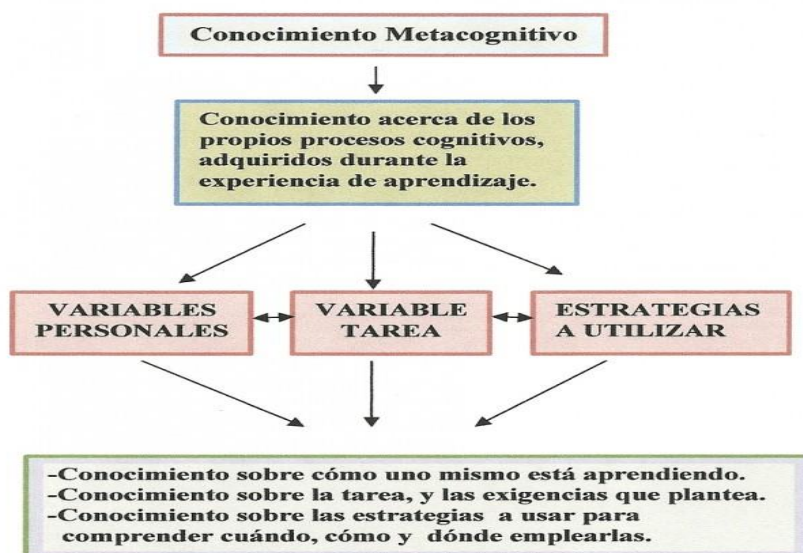 Conocimiento Metacognitivo
Conocimiento acerca de los
propios procesos cognitivos,
adquiridos durante la
experiencia de aprendizaje.
VARIABLES
PERSONALES
VARIABLE
TAREA
ESTRATEGIAS
A UTILIZAR
-Conocimiento sobre cómo uno mismo está aprendiendo.
-Conocimiento sobre la tarea, y las exigencias que plantea.
-Conocimiento sobre las estrategias a usar para
comprender cuándo, cómo y dónde emplearlas.